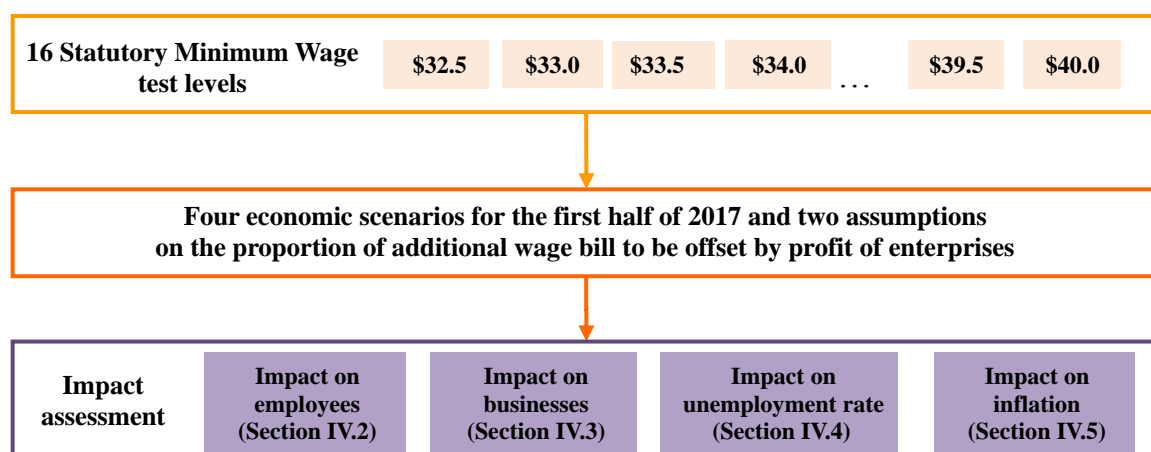 16 Statutory Minimum Wage
test levels
$32.5 $33.0 $33.5 $34.0 ... $39.5 $40.0
Four economic scenarios for the first half of 2017 and two assumptions
on the proportion of additional wage bill to be offset by profit of enterprises
Impact
assessment
Impact on
employees
(Section IV.2)
Impact on
businesses
(Section IV.3)
Impact on
unemployment rate
(Section IV.4)
Impact on
inflation
(Section IV.5)